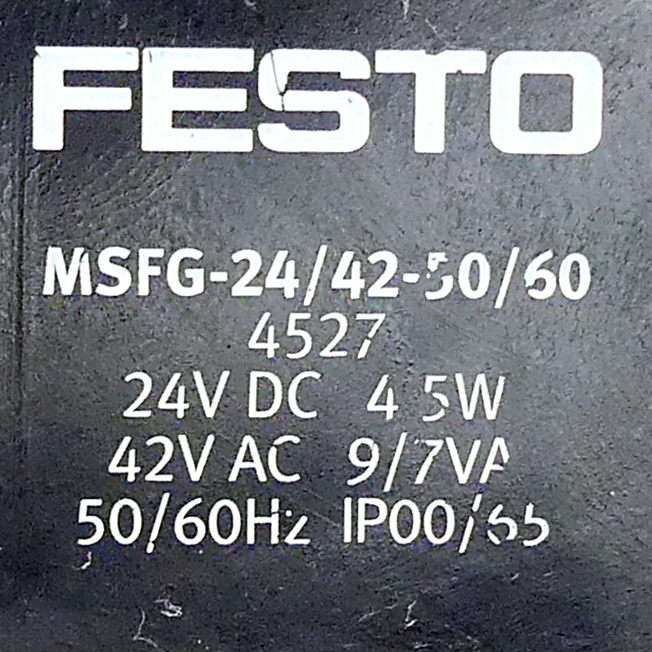 FESTO
MSFG-24/42-50/60
4527
24V DC 4 5W
42V AC 9/7VA
50/60Hz IP00/65